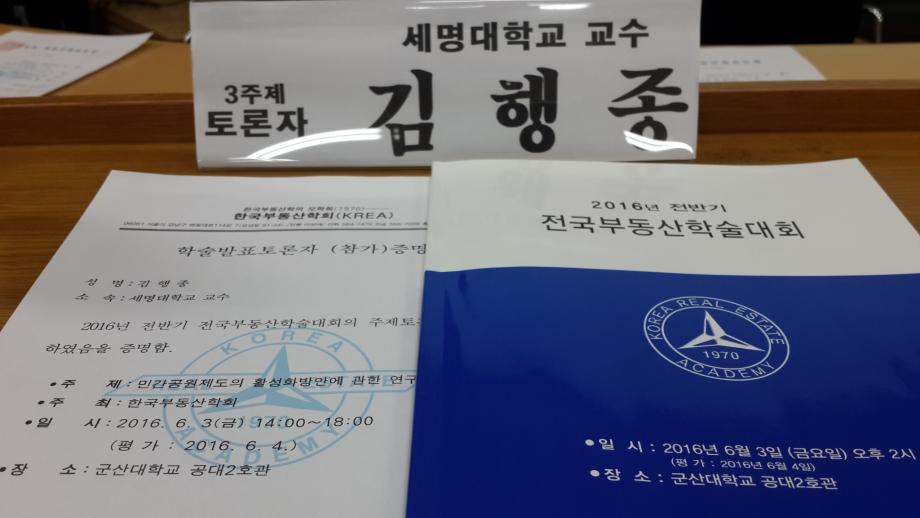 세명대학교 교수
3주제
토론자
김 행 종
한국부동산학의 모학회(1970)
한국부동산학회(KREA)
학술발표토론자 (참가)증명
성 명 : 김 행 종
소 속 : 세명대학교 교수
2016년 전반기 전국부동산학술대회의 주제토
하였음을 증명함.
KOREA REAL ESTATE
1970
ACADEMY
• 주 제 : 민간공원제도의 활성화방안에 관한 연구
• 주 최 : 한국부동산학회
• 일 시 : 2016. 6. 3(금) 14:00~18:00
(평 가 : 2016. 6. 4.)
• 장 소 : 군산대학교 공대2호관
2016년 전반기
전국부동산학술대회
KOREA REAL ESTATE
1970
ACADEMY
• 일 시 : 2016년 6월 3일 (금요일) 오후 2시
(평 가 : 2016년 6월 4일)
• 장 소 : 군산대학교 공대2호관